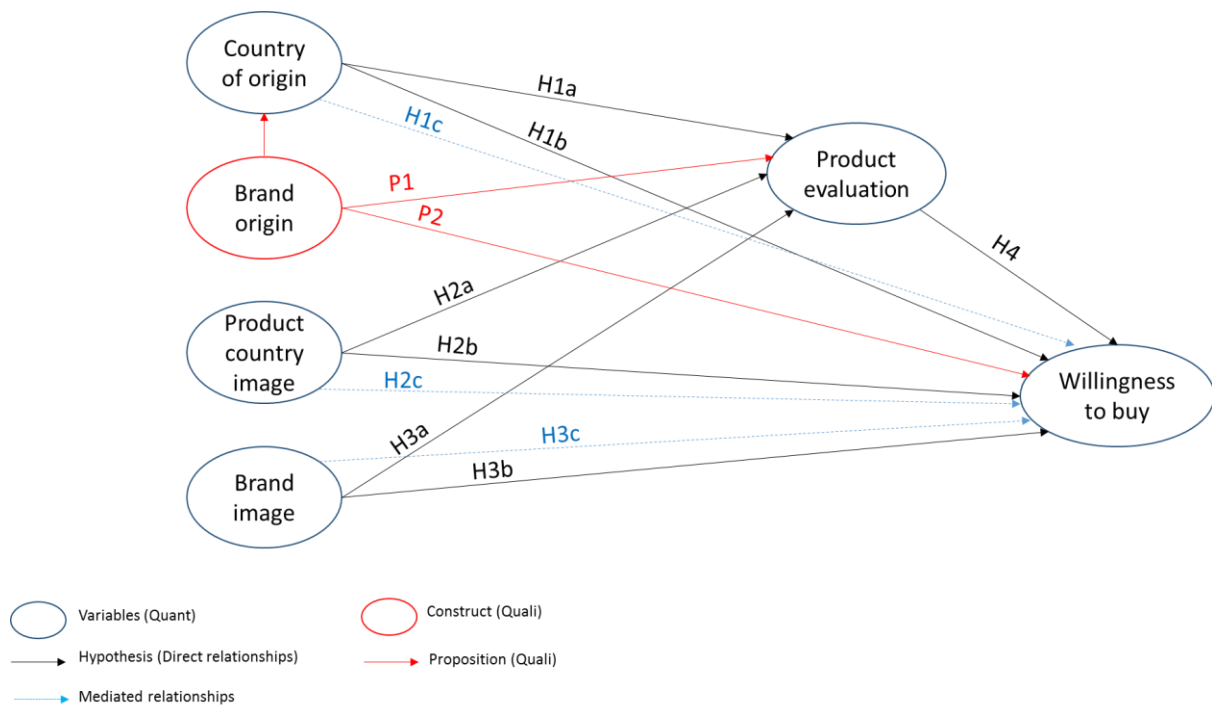 Country
of origin
H1a
H1c
H1b
Product
evaluation
Brand
origin
P1
P2
H4
H2a
Product
country
image
H2b
H2c
Willingness
to buy
H3a
H3c
Brand
image
H3b
Variables (Quant)
Construct (Quali)
Hypothesis (Direct relationships)
Proposition (Quali)
Mediated relationships